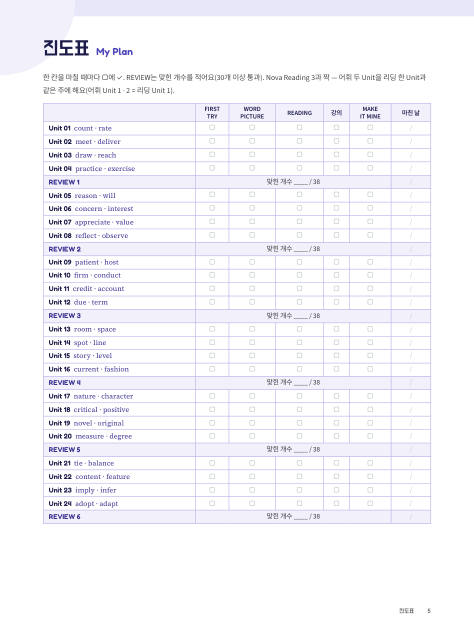 진도표 My Plan
한 칸을 마칠 때마다 ☐에 ✓. REVIEW는 맞힌 개수를 적어요(30개 이상 통과). Nova Reading 3과 짝 — 어휘 두 Unit을 리딩 한 Unit과
같은 주에 해요(어휘 Unit 1 · 2 = 리딩 Unit 1).
FIRST TRY WORD PICTURE READING 강의 MAKE IT MINE 마친 날
Unit 01 count · rate ☐ ☐ ☐ ☐ ☐ /
Unit 02 meet · deliver ☐ ☐ ☐ ☐ ☐ /
Unit 03 draw · reach ☐ ☐ ☐ ☐ ☐ /
Unit 04 practice · exercise ☐ ☐ ☐ ☐ ☐ /
REVIEW 1 맞힌 개수 ____ / 38 /
Unit 05 reason · will ☐ ☐ ☐ ☐ ☐ /
Unit 06 concern · interest ☐ ☐ ☐ ☐ ☐ /
Unit 07 appreciate · value ☐ ☐ ☐ ☐ ☐ /
Unit 08 reflect · observe ☐ ☐ ☐ ☐ ☐ /
REVIEW 2 맞힌 개수 ____ / 38 /
Unit 09 patient · host ☐ ☐ ☐ ☐ ☐ /
Unit 10 firm · conduct ☐ ☐ ☐ ☐ ☐ /
Unit 11 credit · account ☐ ☐ ☐ ☐ ☐ /
Unit 12 due · term ☐ ☐ ☐ ☐ ☐ /
REVIEW 3 맞힌 개수 ____ / 38 /
Unit 13 room · space ☐ ☐ ☐ ☐ ☐ /
Unit 14 spot · line ☐ ☐ ☐ ☐ ☐ /
Unit 15 story · level ☐ ☐ ☐ ☐ ☐ /
Unit 16 current · fashion ☐ ☐ ☐ ☐ ☐ /
REVIEW 4 맞힌 개수 ____ / 38 /
Unit 17 nature · character ☐ ☐ ☐ ☐ ☐ /
Unit 18 critical · positive ☐ ☐ ☐ ☐ ☐ /
Unit 19 novel · original ☐ ☐ ☐ ☐ ☐ /
Unit 20 measure · degree ☐ ☐ ☐ ☐ ☐ /
REVIEW 5 맞힌 개수 ____ / 38 /
Unit 21 tie · balance ☐ ☐ ☐ ☐ ☐ /
Unit 22 content · feature ☐ ☐ ☐ ☐ ☐ /
Unit 23 imply · infer ☐ ☐ ☐ ☐ ☐ /
Unit 24 adopt · adapt ☐ ☐ ☐ ☐ ☐ /
REVIEW 6 맞힌 개수 ____ / 38 /
진도표 5